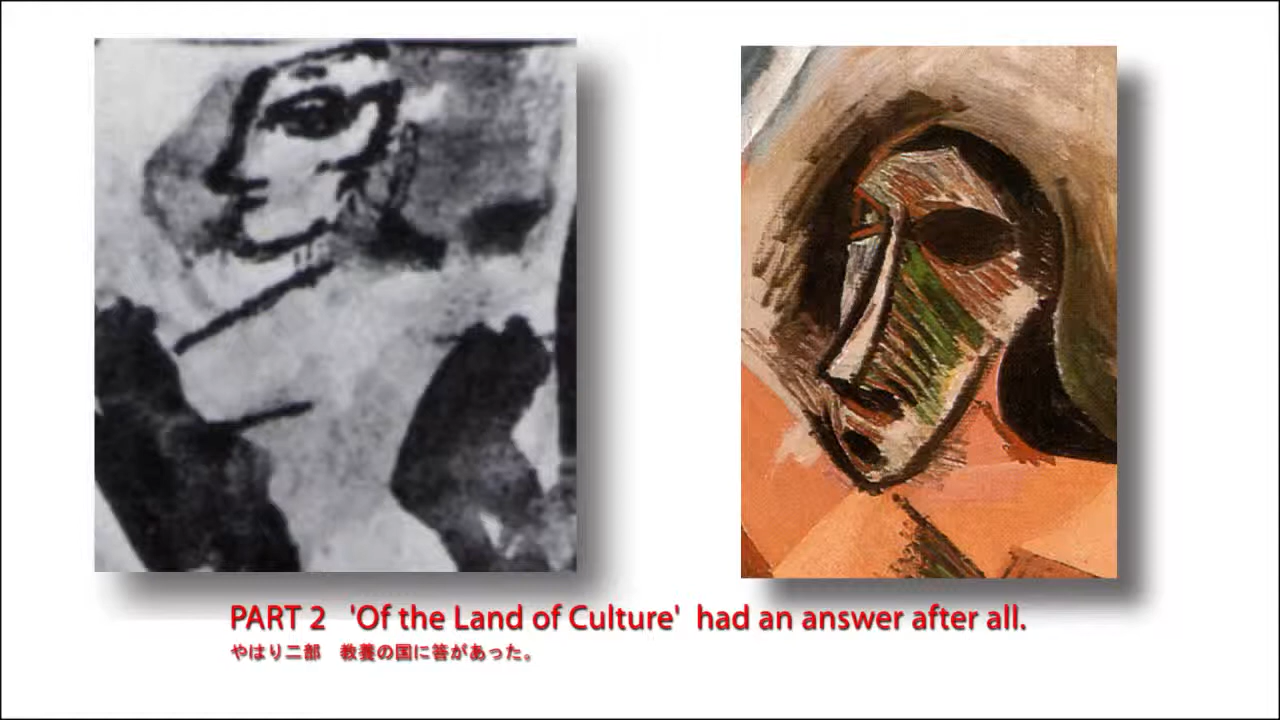 PART 2 'Of the Land of Culture' had an answer after all.
やはり二部 教養の国に答があった。